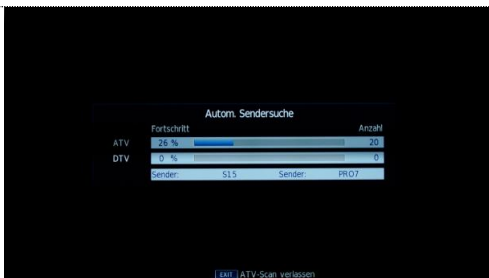 Autom. Sendersuche
Fortschritt Anzahl
ATV 26 % 20
DTV 0 % 0
Sender: S15 Sender: PRO7
EXIT ATV-Scan verlassen